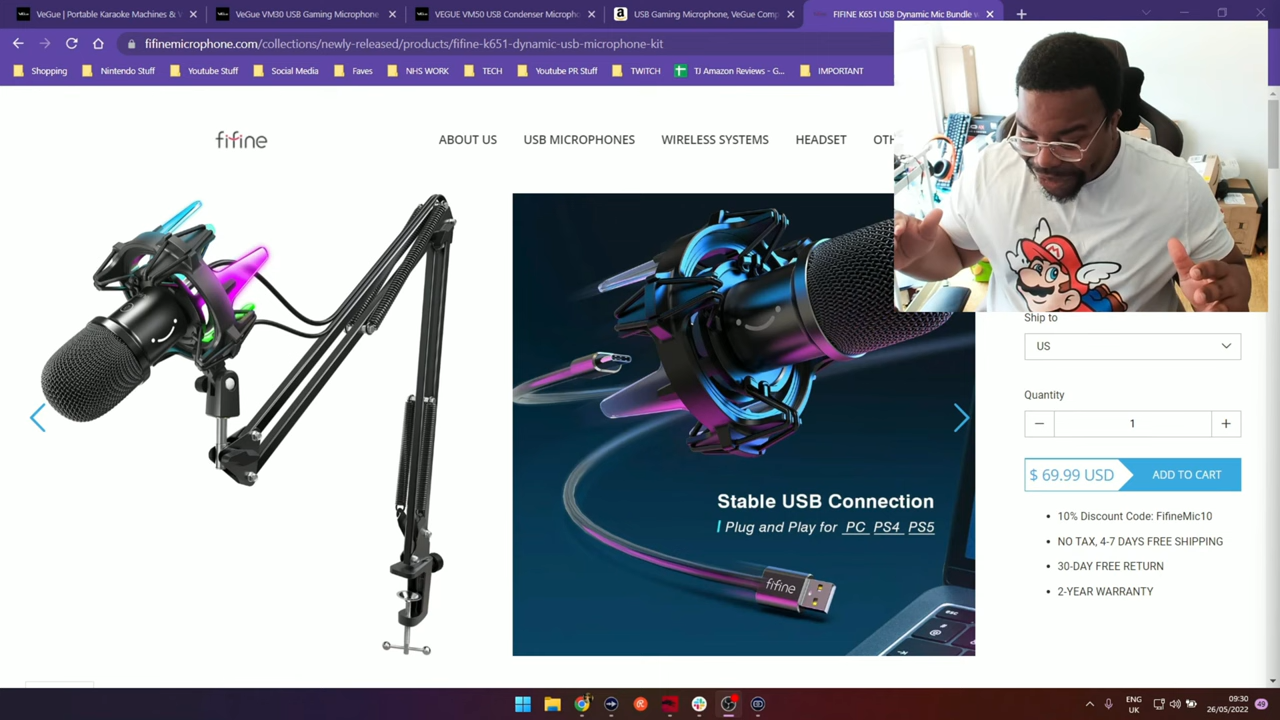 VeGue | Portable Karaoke Machines &
VeGue VM30 USB Gaming Microphone
VEGUE VM50 USB Condenser Microph
USB Gaming Microphone, VeGue Comp
FIFINE K651 USB Dynamic Mic Bundle w
fifinemicrophone.com/collections/newly-released/products/fifine-k651-dynamic-usb-microphone-kit
Shopping
Nintendo Stuff
Youtube Stuff
Social Media
Faves
NHS WORK
TECH
Youtube PR Stuff
TWITCH
TJ Amazon Reviews - G...
IMPORTANT
fifine
ABOUT US
USB MICROPHONES
WIRELESS SYSTEMS
HEADSET
OTH
Stable USB Connection
Plug and Play for PC PS4 PS5
fifine
Ship to
US
Quantity
1
$ 69.99 USD
ADD TO CART
10% Discount Code: FifineMic10
NO TAX, 4-7 DAYS FREE SHIPPING
30-DAY FREE RETURN
2-YEAR WARRANTY
ENG
UK
09:30
26/05/2022
49